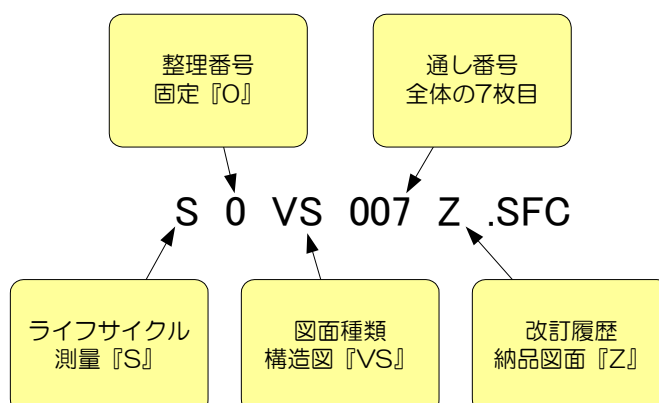 整理番号
固定『0』
通し番号
全体の7枚目
S 0 VS 007 Z .SFC
ライフサイクル
測量『S』
図面種類
構造図『VS』
改訂履歴
納品図面『Z』